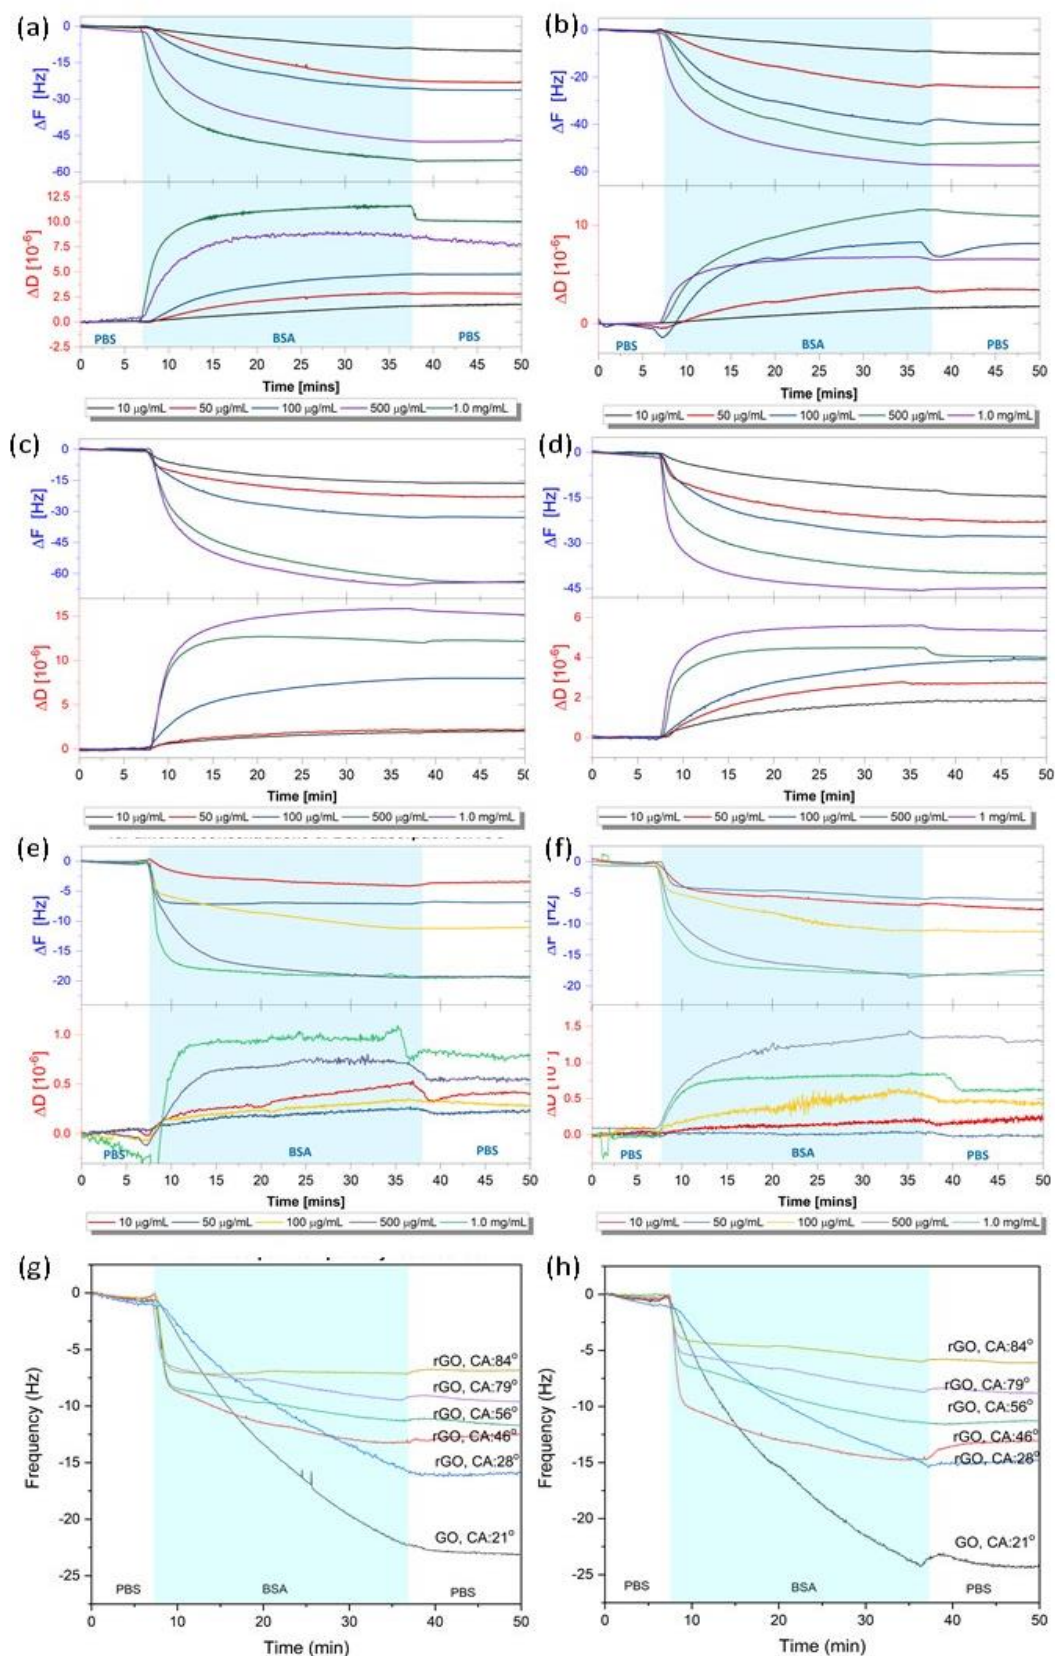 (a)
0
-15
-30
-45
-60
ΔF [Hz]
12.5
10.0
7.5
5.0
2.5
0.0
-2.5
ΔD [10-6]
PBS BSA PBS
0 5 10 15 20 25 30 35 40 45 50
Time [mins]
10 µg/mL 50 µg/mL 100 µg/mL 500 µg/mL 1.0 mg/mL
(b)
0
-20
-40
-60
ΔF [Hz]
10
0
ΔD [10-6]
PBS BSA PBS
0 5 10 15 20 25 30 35 40 45 50
Time [mins]
10 µg/mL 50 µg/mL 100 µg/mL 500 µg/mL 1.0 mg/mL
(c)
0
-15
-30
-45
-60
ΔF [Hz]
15
10
5
0
ΔD [10-6]
0 5 10 15 20 25 30 35 40 45 50
Time [min]
10 µg/mL 50 µg/mL 100 µg/mL 500 µg/mL 1.0 mg/mL
(d)
0
-15
-30
-45
ΔF [Hz]
6
4
2
0
ΔD [10-6]
0 5 10 15 20 25 30 35 40 45 50
Time [min]
10 µg/mL 50 µg/mL 100 µg/mL 500 µg/mL 1 mg/mL
(e)
0
-5
-10
-15
-20
ΔF [Hz]
1.0
0.5
0.0
ΔD [10-6]
PBS BSA PBS
0 5 10 15 20 25 30 35 40 45 50
Time [mins]
10 µg/mL 50 µg/mL 100 µg/mL 500 µg/mL 1.0 mg/mL
(f)
0
-5
-10
-15
-20
ΔF [Hz]
1.5
1.0
0.5
0.0
ΔD [10-6]
PBS BSA PBS
0 5 10 15 20 25 30 35 40 45 50
Time [mins]
10 µg/mL 50 µg/mL 100 µg/mL 500 µg/mL 1.0 mg/mL
(g)
0
-5
-10
-15
-20
-25
Frequency (Hz)
rGO, CA:84°
rGO, CA:79°
rGO, CA:56°
rGO, CA:46°
rGO, CA:28°
GO, CA:21°
PBS BSA PBS
0 10 20 30 40 50
Time (min)
(h)
0
-5
-10
-15
-20
-25
Frequency (Hz)
rGO, CA:84°
rGO, CA:79°
rGO, CA:56°
rGO, CA:46°
rGO, CA:28°
GO, CA:21°
PBS BSA PBS
0 10 20 30 40 50
Time (min)